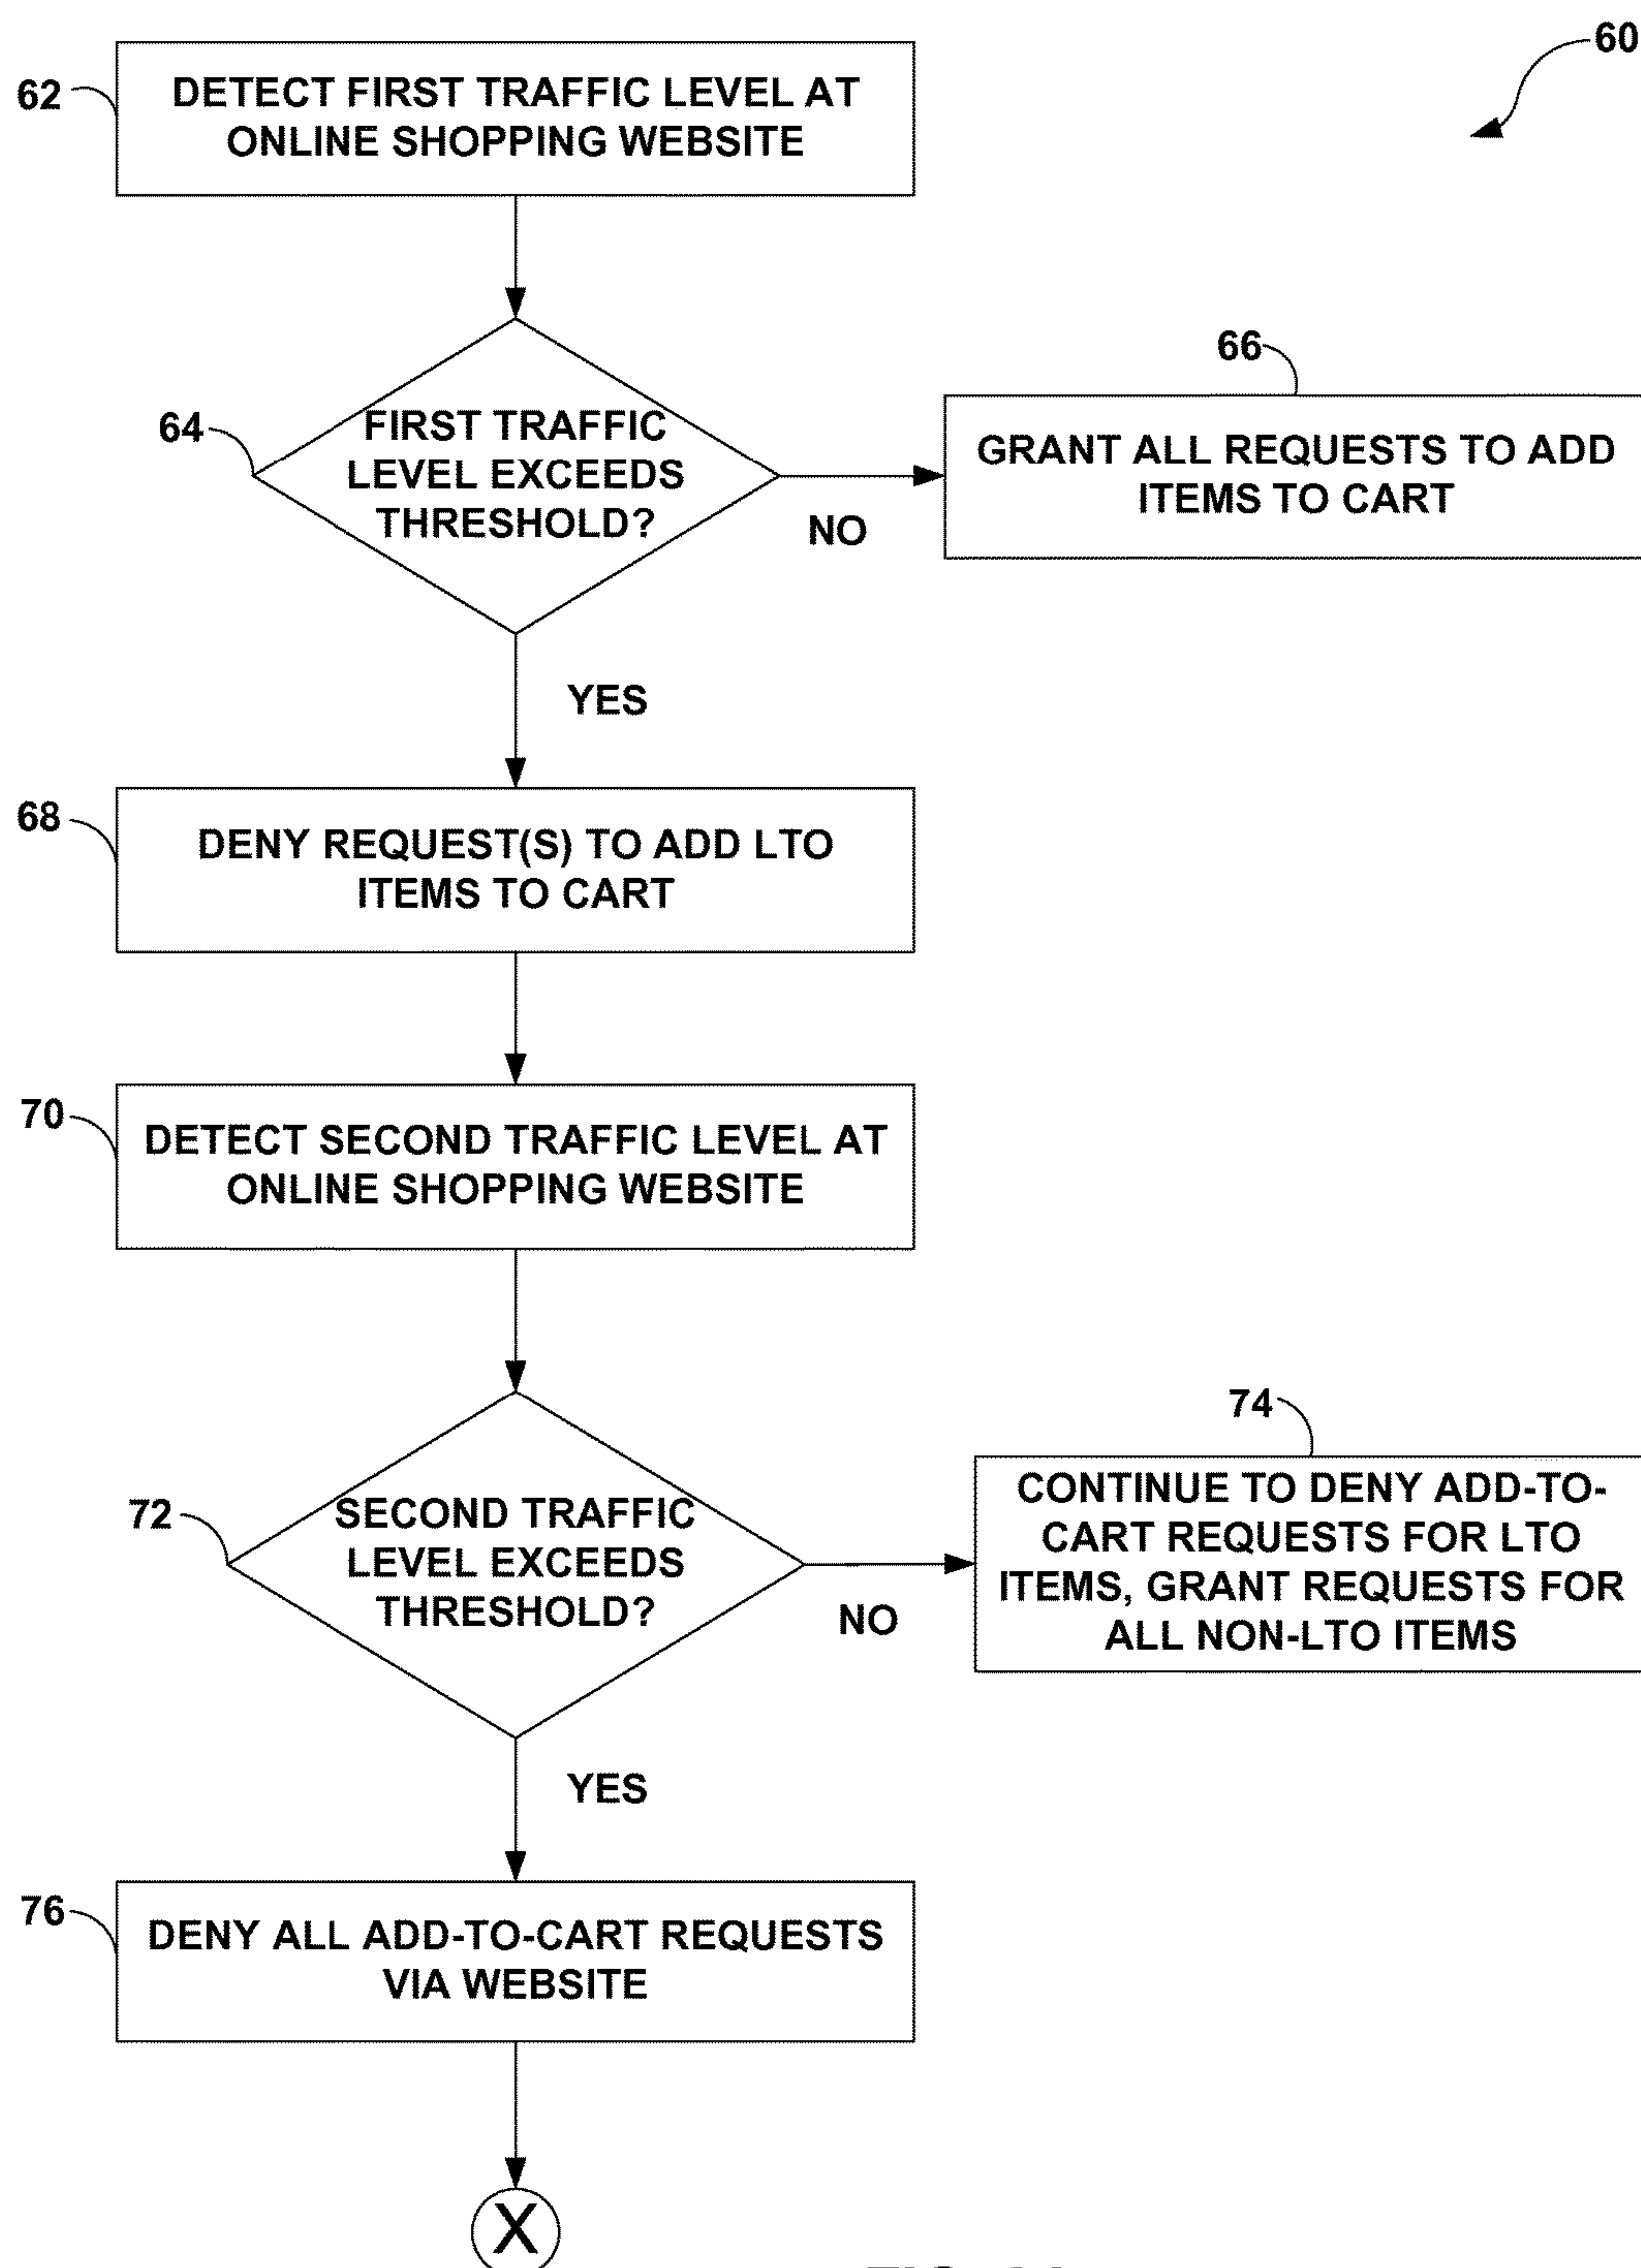 60
62
DETECT FIRST TRAFFIC LEVEL AT
ONLINE SHOPPING WEBSITE
64
FIRST TRAFFIC
LEVEL EXCEEDS
THRESHOLD?
NO
66
GRANT ALL REQUESTS TO ADD
ITEMS TO CART
YES
68
DENY REQUEST(S) TO ADD LTO
ITEMS TO CART
70
DETECT SECOND TRAFFIC LEVEL AT
ONLINE SHOPPING WEBSITE
72
SECOND TRAFFIC
LEVEL EXCEEDS
THRESHOLD?
NO
74
CONTINUE TO DENY ADD-TO-
CART REQUESTS FOR LTO
ITEMS, GRANT REQUESTS FOR
ALL NON-LTO ITEMS
YES
76
DENY ALL ADD-TO-CART REQUESTS
VIA WEBSITE
X